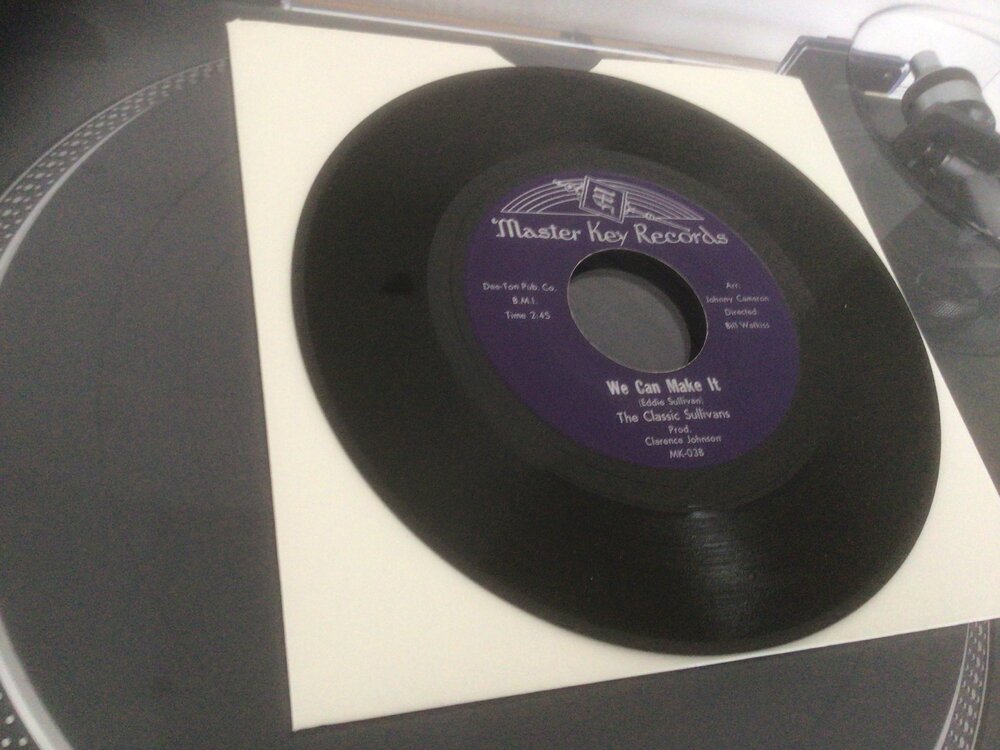 M
Master Key Records
Dee-Ton Pub. Co.
B.M.I.
Time 2:45
Arr:
Johnny Cameron
Directed
Bill Watkiss
We Can Make It
(Eddie Sullivan)
The Classic Sullivans
Prod.
Clarence Johnson
MK-038